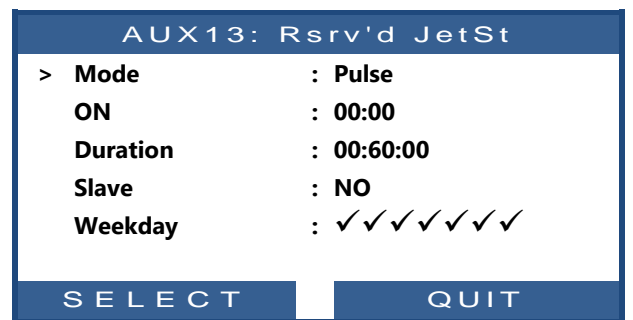 AUX13: Rsrv'd JetSt
> Mode : Pulse
ON : 00:00
Duration : 00:60:00
Slave : NO
Weekday : ✓✓✓✓✓✓✓
SELECT QUIT